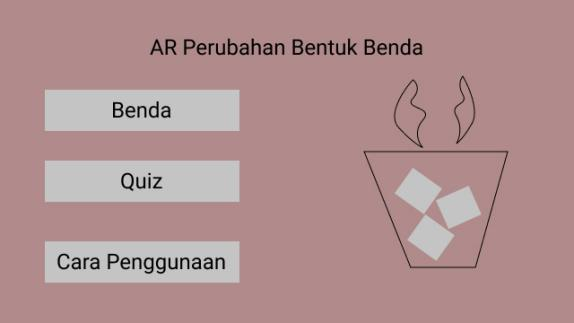 AR Perubahan Bentuk Benda
Benda
Quiz
Cara Penggunaan